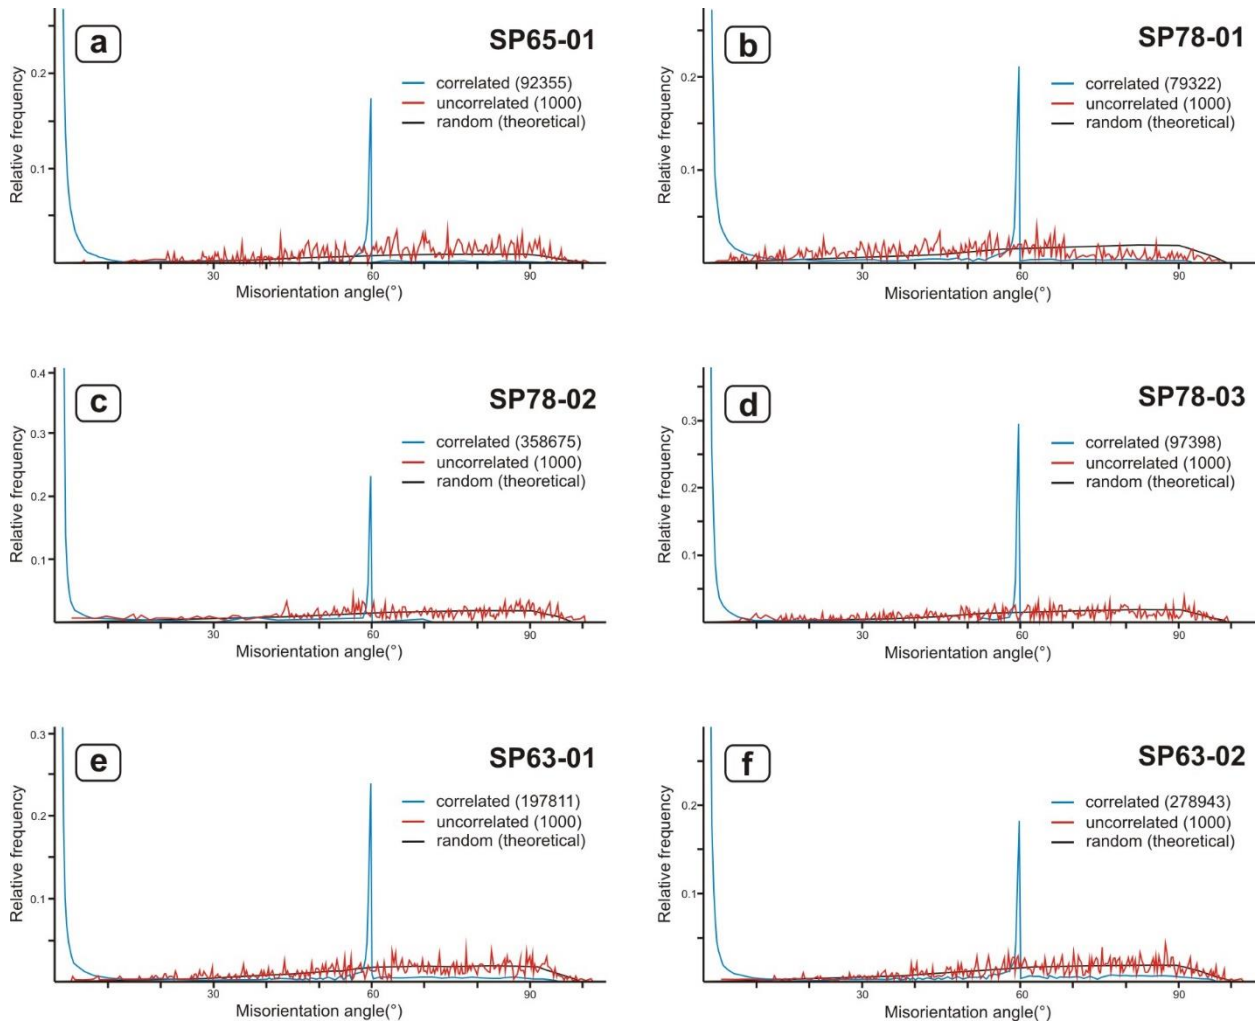 a
SP65-01
correlated (92355)
uncorrelated (1000)
random (theoretical)
Relative frequency
0.2
0.1
30
60
90
Misorientation angle(°)
b
SP78-01
correlated (79322)
uncorrelated (1000)
random (theoretical)
Relative frequency
0.2
0.1
30
60
90
Misorientation angle(°)
c
SP78-02
correlated (358675)
uncorrelated (1000)
random (theoretical)
Relative frequency
0.4
0.3
0.2
0.1
30
60
90
Misorientation angle(°)
d
SP78-03
correlated (97398)
uncorrelated (1000)
random (theoretical)
Relative frequency
0.3
0.2
0.1
30
60
90
Misorientation angle(°)
e
SP63-01
correlated (197811)
uncorrelated (1000)
random (theoretical)
Relative frequency
0.3
0.2
0.1
30
60
90
Misorientation angle(°)
f
SP63-02
correlated (278943)
uncorrelated (1000)
random (theoretical)
Relative frequency
0.2
0.1
30
60
90
Misorientation angle(°)